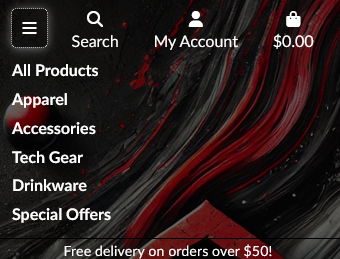 Search My Account $0.00
All Products
Apparel
Accessories
Tech Gear
Drinkware
Special Offers
Free delivery on orders over $50!